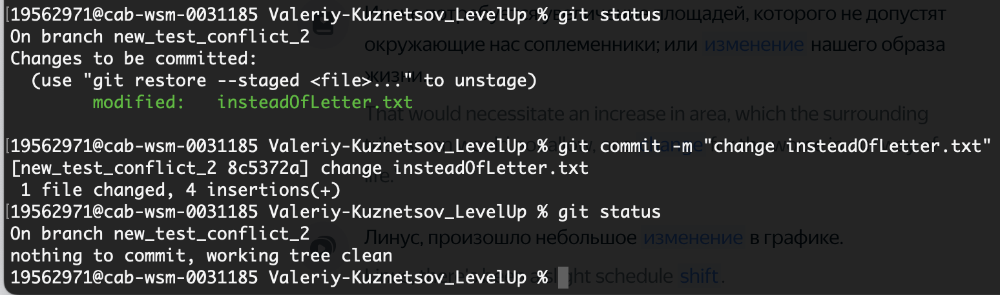 [19562971@cab-wsm-0031185 Valeriy-Kuznetsov_LevelUp % git status
On branch new_test_conflict_2
Changes to be committed:
  (use "git restore --staged <file>..." to unstage)
        modified:   insteadOfLetter.txt
[19562971@cab-wsm-0031185 Valeriy-Kuznetsov_LevelUp % git commit -m "change insteadOfLetter.txt"
[new_test_conflict_2 8c5372a] change insteadOfLetter.txt
 1 file changed, 4 insertions(+)
[19562971@cab-wsm-0031185 Valeriy-Kuznetsov_LevelUp % git status
On branch new_test_conflict_2
nothing to commit, working tree clean
19562971@cab-wsm-0031185 Valeriy-Kuznetsov_LevelUp %
площадей, которого не допустят
окружающие нас соплеменники; или изменение нашего образа
жизни.
That would necessitate an increase in area, which the surrounding
life.
Линус, произошло небольшое изменение в графике.
slight schedule shift.